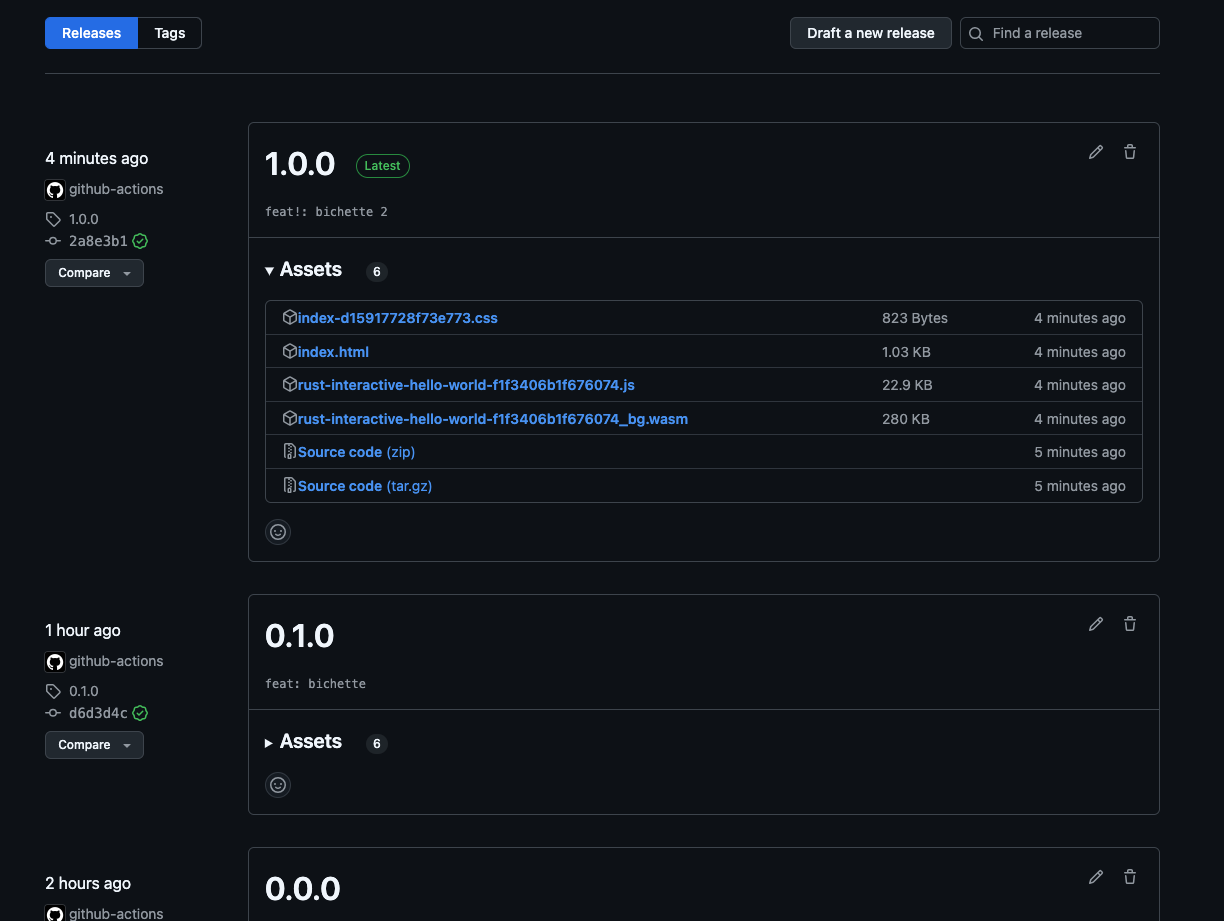 Releases Tags Draft a new release Find a release
4 minutes ago
github-actions
1.0.0
2a8e3b1
Compare
1.0.0 Latest
feat!: bichette 2
Assets 6
index-d15917728f73e773.css 823 Bytes 4 minutes ago
index.html 1.03 KB 4 minutes ago
rust-interactive-hello-world-f1f3406b1f676074.js 22.9 KB 4 minutes ago
rust-interactive-hello-world-f1f3406b1f676074_bg.wasm 280 KB 4 minutes ago
Source code (zip) 5 minutes ago
Source code (tar.gz) 5 minutes ago
1 hour ago
github-actions
0.1.0
d6d3d4c
Compare
0.1.0
feat: bichette
Assets 6
2 hours ago
github-actions
0.0.0